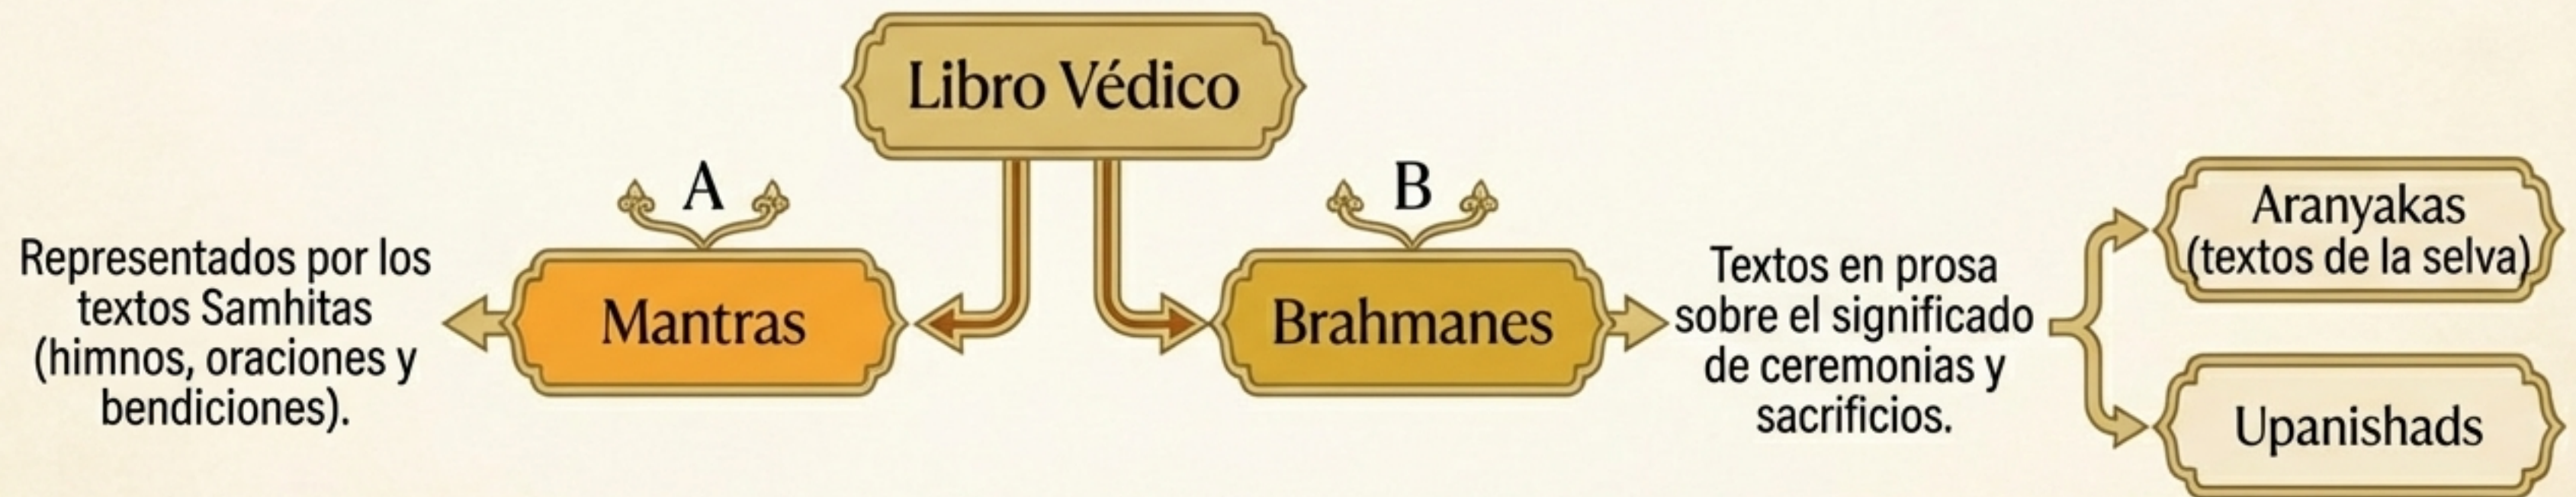 Libro Védico
A
Mantras
Representados por los
textos Samhitas
(himnos, oraciones y
bendiciones).
B
Brahmanes
Textos en prosa
sobre el significado
de ceremonias y
sacrificios.
Aranyakas
(textos de la selva)
Upanishads